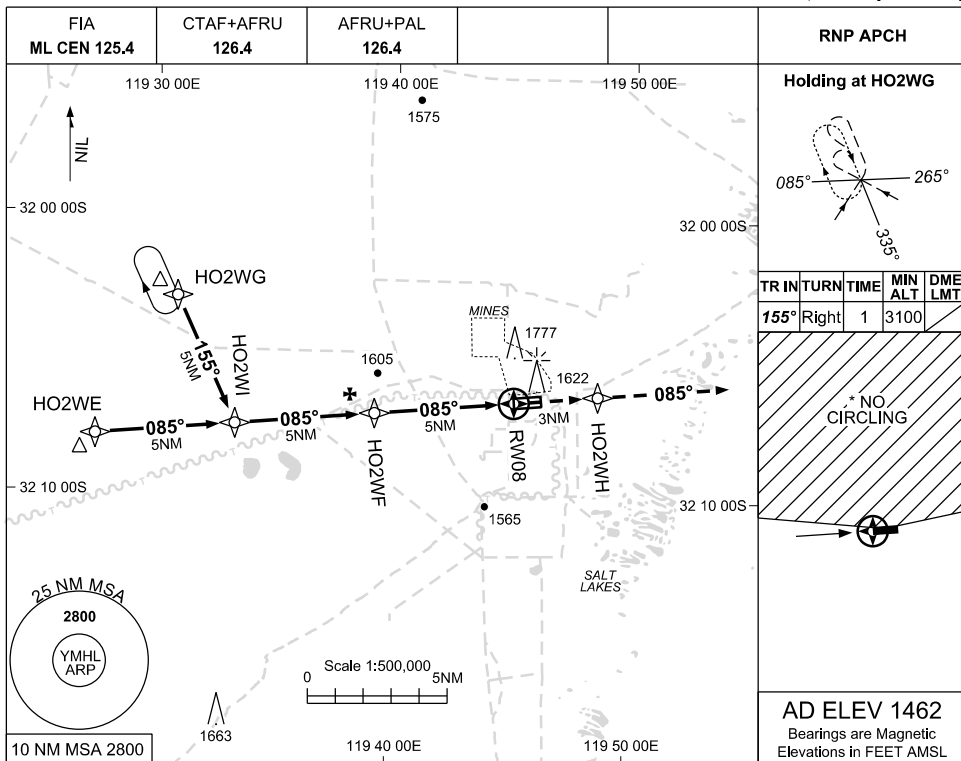 FIA
ML CEN 125.4
CTAF+AFRU
126.4
AFRU+PAL
126.4
RNP APCH
119 30 00E
119 40 00E
119 50 00E
Holding at HO2WG
1575
NIL
085°
265°
335°
32 00 00S
32 00 00S
HO2WG
TR IN
TURN
TIME
MIN ALT
DME LMT
155°
Right
1
3100
MINES
1777
155°
5NM
HO2WI
1605
1622
* NO
CIRCLING
HO2WE
085°
5NM
085°
5NM
085°
5NM
3NM
085°
HO2WF
RW08
HO2WH
32 10 00S
32 10 00S
1565
SALT
LAKES
25 NM MSA
2800
YMHL
ARP
Scale 1:500,000
0
5NM
1663
10 NM MSA 2800
119 40 00E
119 50 00E
AD ELEV 1462
Bearings are Magnetic
Elevations in FEET AMSL